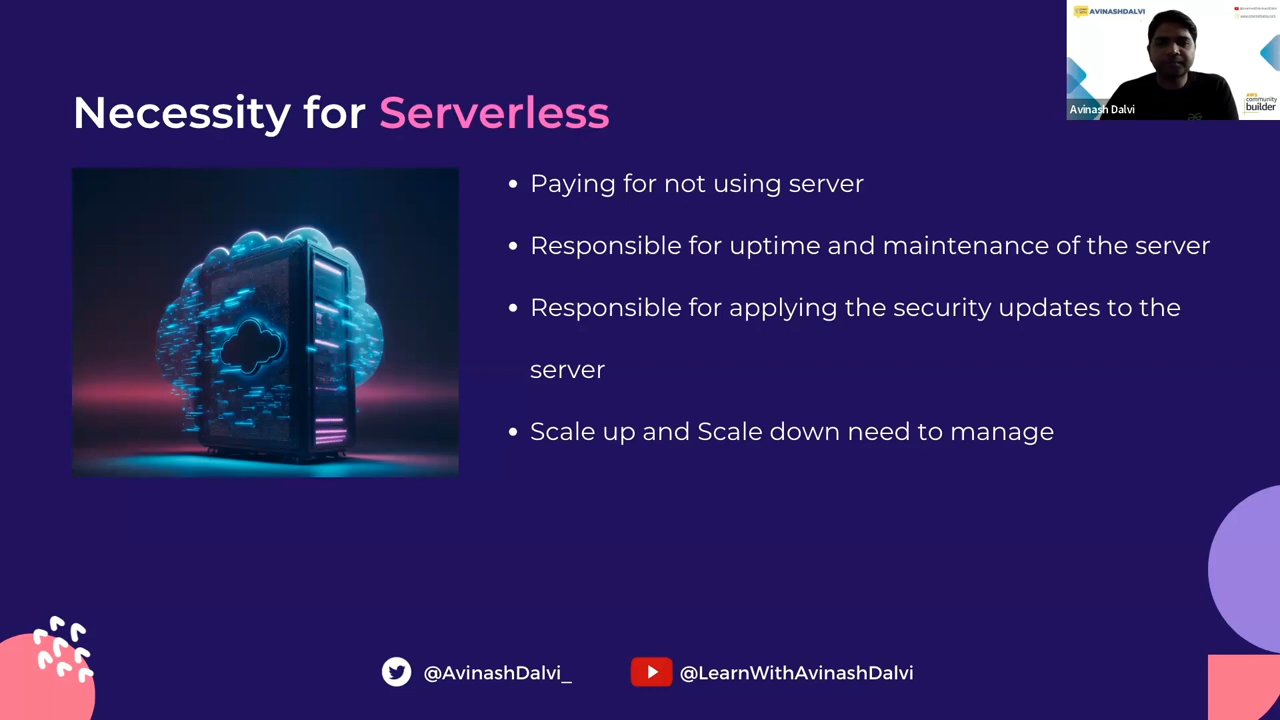 AVINASHDALVI
Avinash Dalvi
aws
community
builder
Necessity for Serverless
• Paying for not using server
• Responsible for uptime and maintenance of the server
• Responsible for applying the security updates to the
server
• Scale up and Scale down need to manage
@AvinashDalvi_
@LearnWithAvinashDalvi